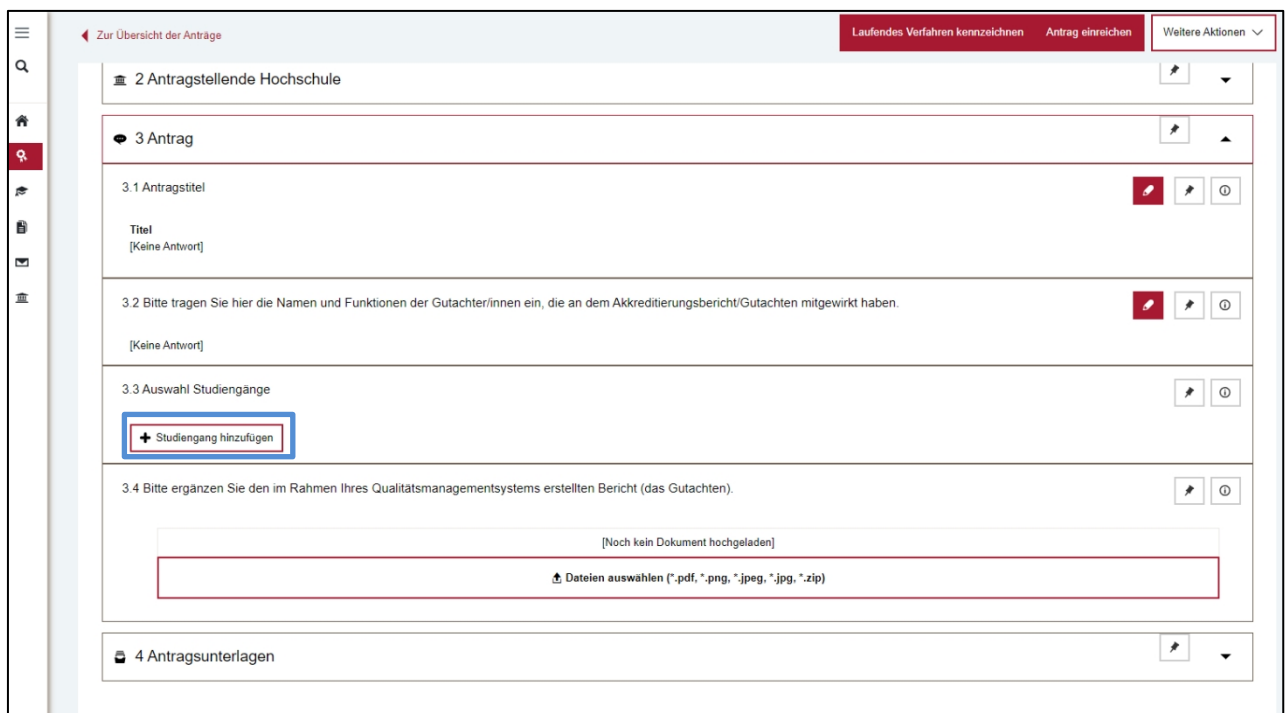 Zur Übersicht der Anträge
Laufendes Verfahren kennzeichnen
Antrag einreichen
Weitere Aktionen
2 Antragstellende Hochschule
3 Antrag
3.1 Antragstitel
Titel
[Keine Antwort]
3.2 Bitte tragen Sie hier die Namen und Funktionen der Gutachter/innen ein, die an dem Akkreditierungsbericht/Gutachten mitgewirkt haben.
[Keine Antwort]
3.3 Auswahl Studiengänge
Studiengang hinzufügen
3.4 Bitte ergänzen Sie den im Rahmen Ihres Qualitätsmanagementsystems erstellten Bericht (das Gutachten).
[Noch kein Dokument hochgeladen]
Dateien auswählen (*.pdf, *.png, *.jpeg, *.jpg, *.zip)
4 Antragsunterlagen